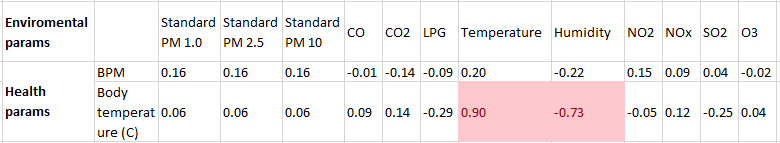 Enviromental params Standard PM 1.0 Standard PM 2.5 Standard PM 10 CO CO2 LPG Temperature Humidity NO2 NOx SO2 O3
Health params
BPM 0.16 0.16 0.16 -0.01 -0.14 -0.09 0.20 -0.22 0.15 0.09 0.04 -0.02
Body temperat ure (C) 0.06 0.06 0.06 0.09 0.14 -0.29 0.90 -0.73 -0.05 0.12 -0.25 0.04